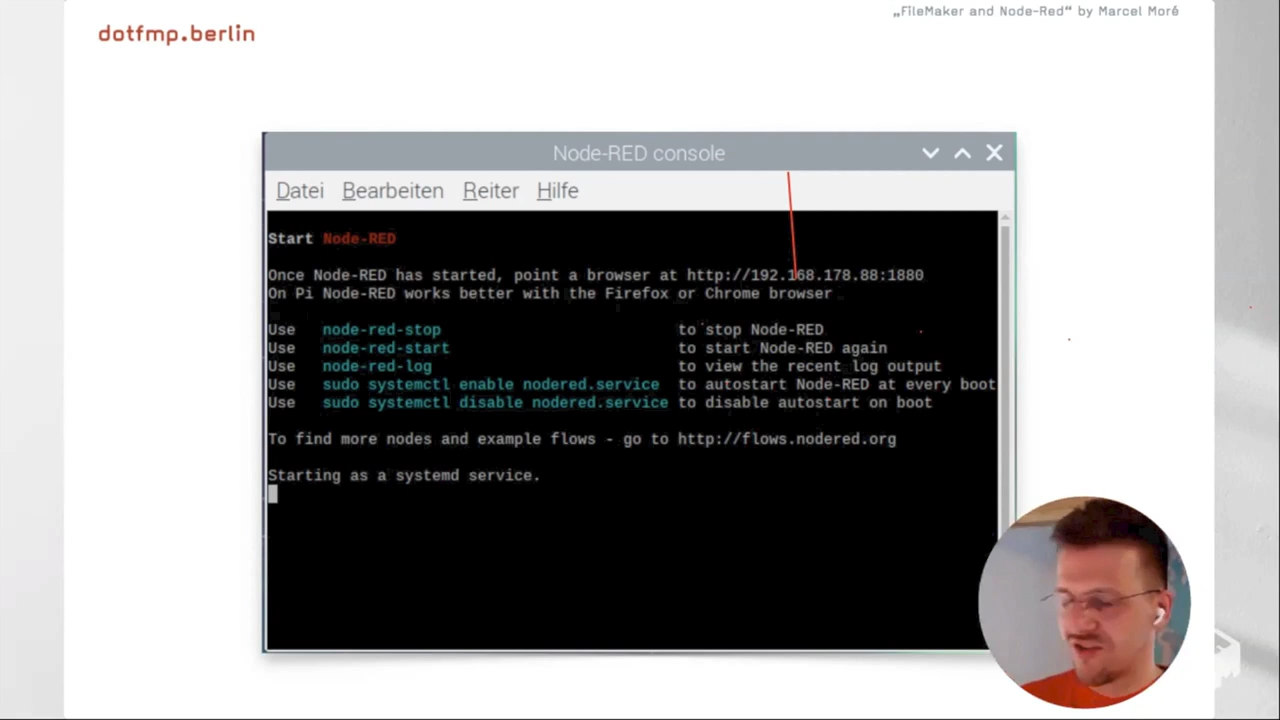 „FileMaker and Node-Red“ by Marcel Moré
dotfmp.berlin
Node-RED console
Datei Bearbeiten Reiter Hilfe
Start Node-RED
Once Node-RED has started, point a browser at http://192.168.178.88:1880
On Pi Node-RED works better with the Firefox or Chrome browser
Use node-red-stop to stop Node-RED
Use node-red-start to start Node-RED again
Use node-red-log to view the recent log output
Use sudo systemctl enable nodered.service to autostart Node-RED at every boot
Use sudo systemctl disable nodered.service to disable autostart on boot
To find more nodes and example flows - go to http://flows.nodered.org
Starting as a systemd service.